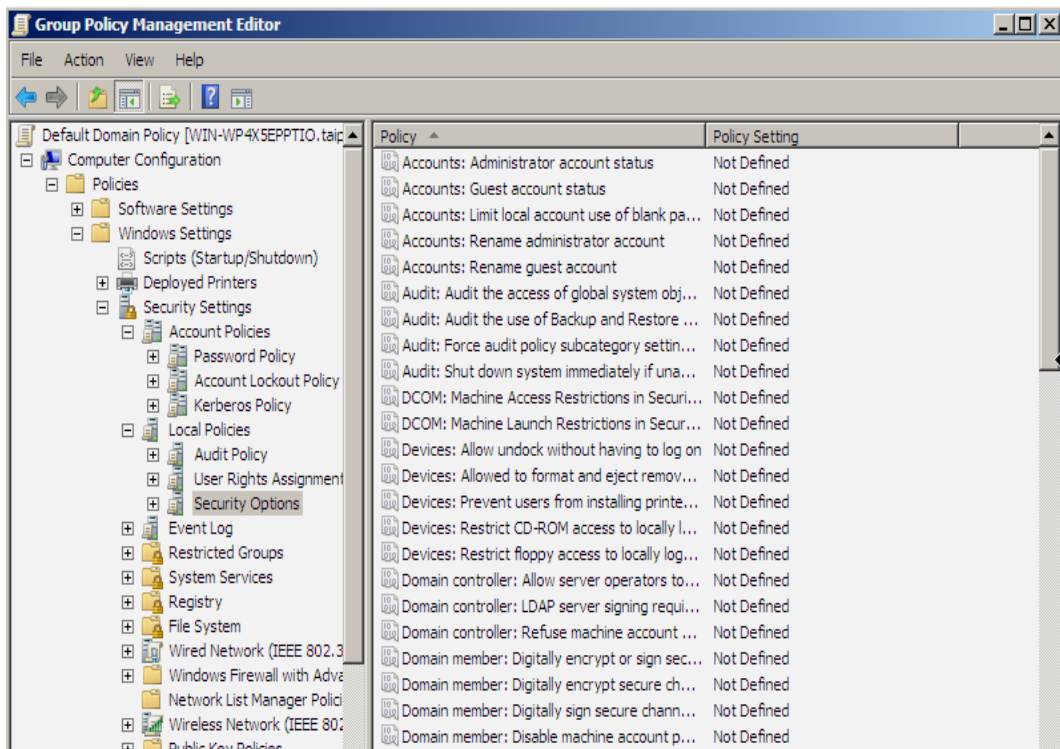 Group Policy Management Editor
File Action View Help
Default Domain Policy [WIN-WP4X5EPPTIO.taip
Computer Configuration
Policies
Software Settings
Windows Settings
Scripts (Startup/Shutdown)
Deployed Printers
Security Settings
Account Policies
Password Policy
Account Lockout Policy
Kerberos Policy
Local Policies
Audit Policy
User Rights Assignment
Security Options
Event Log
Restricted Groups
System Services
Registry
File System
Wired Network (IEEE 802.3
Windows Firewall with Adva
Network List Manager Polici
Wireless Network (IEEE 802
Public Key Policies
Policy Policy Setting
Accounts: Administrator account status Not Defined
Accounts: Guest account status Not Defined
Accounts: Limit local account use of blank pa... Not Defined
Accounts: Rename administrator account Not Defined
Accounts: Rename guest account Not Defined
Audit: Audit the access of global system obj... Not Defined
Audit: Audit the use of Backup and Restore ... Not Defined
Audit: Force audit policy subcategory settin... Not Defined
Audit: Shut down system immediately if una... Not Defined
DCOM: Machine Access Restrictions in Securi... Not Defined
DCOM: Machine Launch Restrictions in Secur... Not Defined
Devices: Allow undock without having to log on Not Defined
Devices: Allowed to format and eject remov... Not Defined
Devices: Prevent users from installing printe... Not Defined
Devices: Restrict CD-ROM access to locally l... Not Defined
Devices: Restrict floppy access to locally log... Not Defined
Domain controller: Allow server operators to... Not Defined
Domain controller: LDAP server signing requi... Not Defined
Domain controller: Refuse machine account ... Not Defined
Domain member: Digitally encrypt or sign sec... Not Defined
Domain member: Digitally encrypt secure ch... Not Defined
Domain member: Digitally sign secure chann... Not Defined
Domain member: Disable machine account p... Not Defined